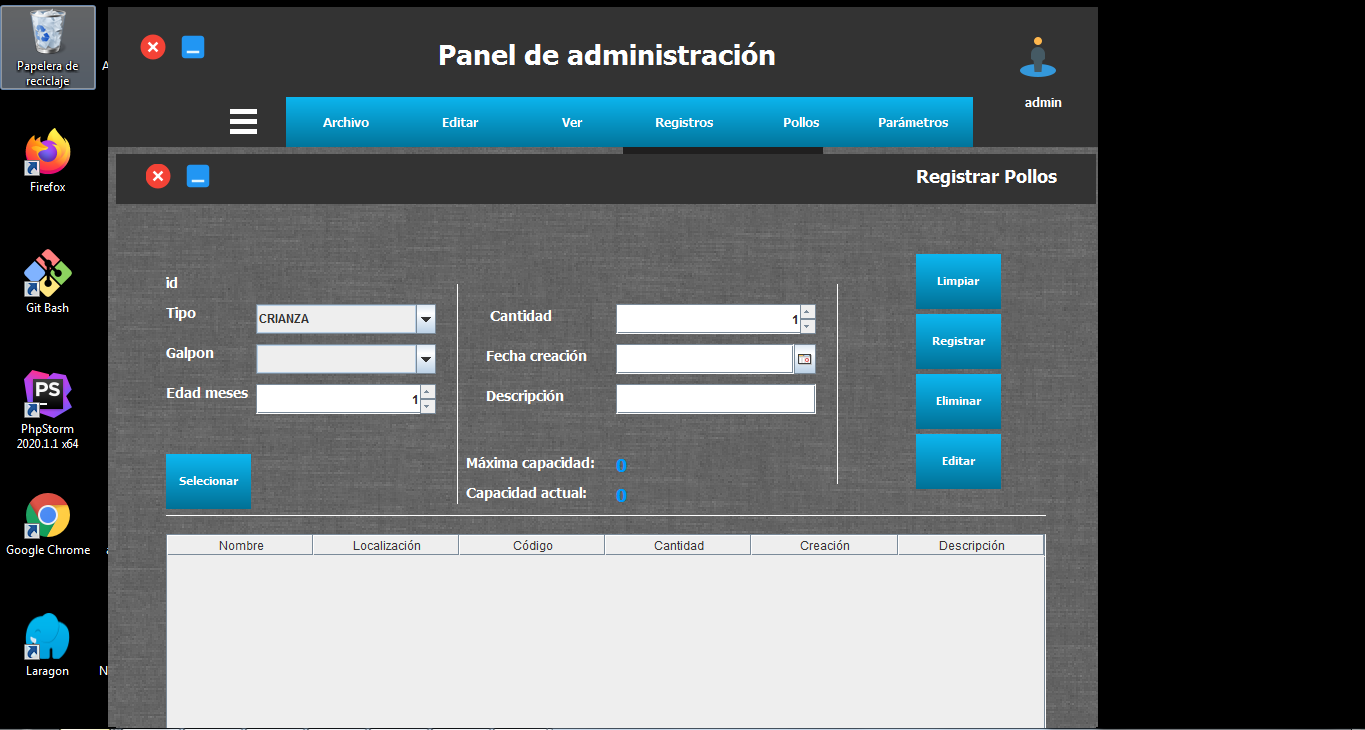 Papelera de
reciclaje
A
Firefox
Git Bash
PS
PhpStorm
2020.1.1 x64
Google Chrome
a
Laragon
N
Panel de administración
admin
Archivo Editar Ver Registros Pollos Parámetros
Registrar Pollos
id
Tipo CRIANZA
Galpon
Edad meses 1
Selecionar
Cantidad 1
Fecha creación
Descripción
Máxima capacidad: 0
Capacidad actual: 0
Limpiar
Registrar
Eliminar
Editar
Nombre Localización Código Cantidad Creación Descripción